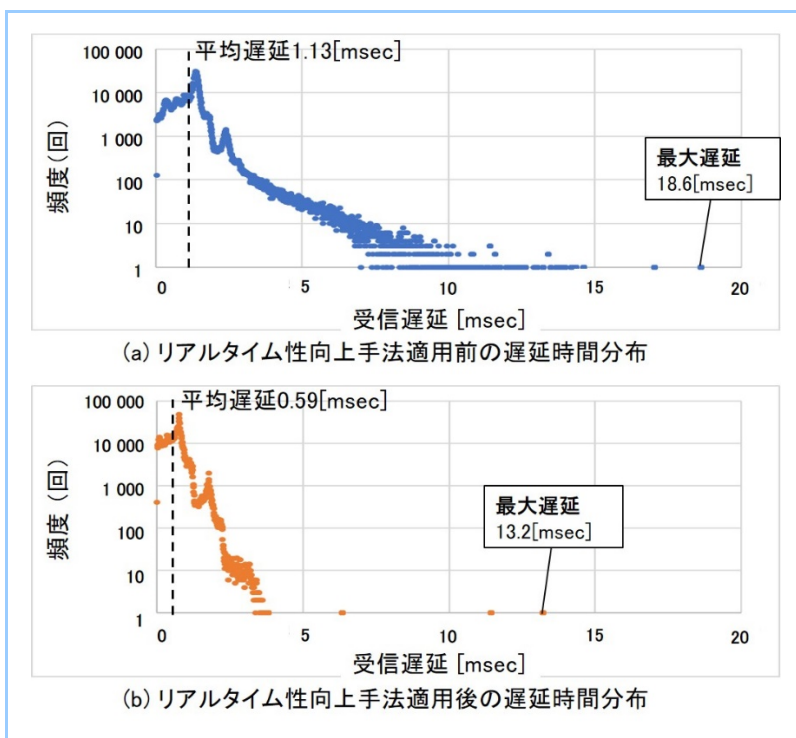 100 000
平均遅延1.13[msec]
10 000
1 000
頻度(回)
100
10
1
最大遅延
18.6[msec]
0
5
10
15
20
受信遅延 [msec]
(a) リアルタイム性向上手法適用前の遅延時間分布
100 000
平均遅延0.59[msec]
10 000
1 000
頻度(回)
100
10
1
最大遅延
13.2[msec]
0
5
10
15
20
受信遅延 [msec]
(b) リアルタイム性向上手法適用後の遅延時間分布